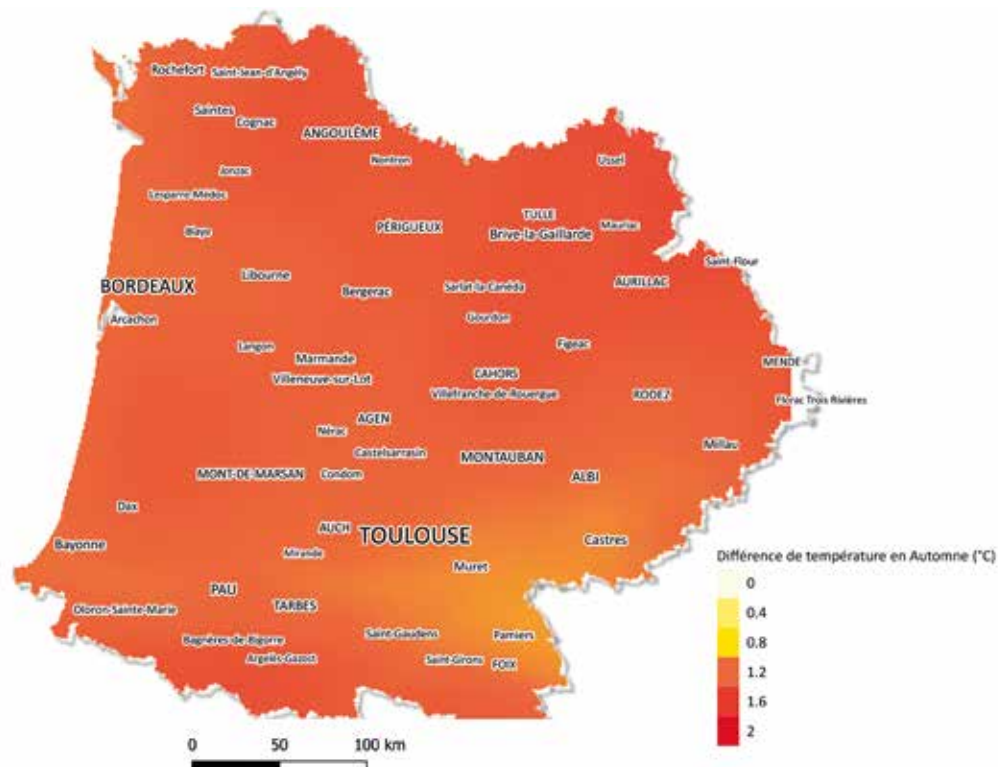 Rochefort Saint-Jean-d'Angély
Saintes
Cognac
ANGOULÊME
Nontron
Ussel
Jonzac
Lesparre-Médoc
TULLE
PÉRIGUEUX
Mauriac
Blaye
Brive-la-Gaillarde
Saint-Flour
Libourne
AURILLAC
BORDEAUX
Bergerac
Sarlat-la-Canéda
Arcachon
Gourdon
Langon
Figeac
Marmande
MENDE
CAHORS
Villeneuve-sur-Lot
Villefranche-de-Rouergue
RODEZ
Florac Trois Rivières
AGEN
Nérac
Millau
Castelsarrasin
MONTAUBAN
MONT-DE-MARSAN
Condom
ALBI
Dax
AUCH
TOULOUSE
Castres
Bayonne
Mirande
Muret
PAU
TARBES
Oloron-Sainte-Marie
Saint-Gaudens
Pamiers
Bagnères-de-Bigorre
Argelès-Gazost
Saint-Girons
FOIX
Différence de température en Automne (°C)
0
0,4
0.8
1.2
1.6
2
0 50 100 km